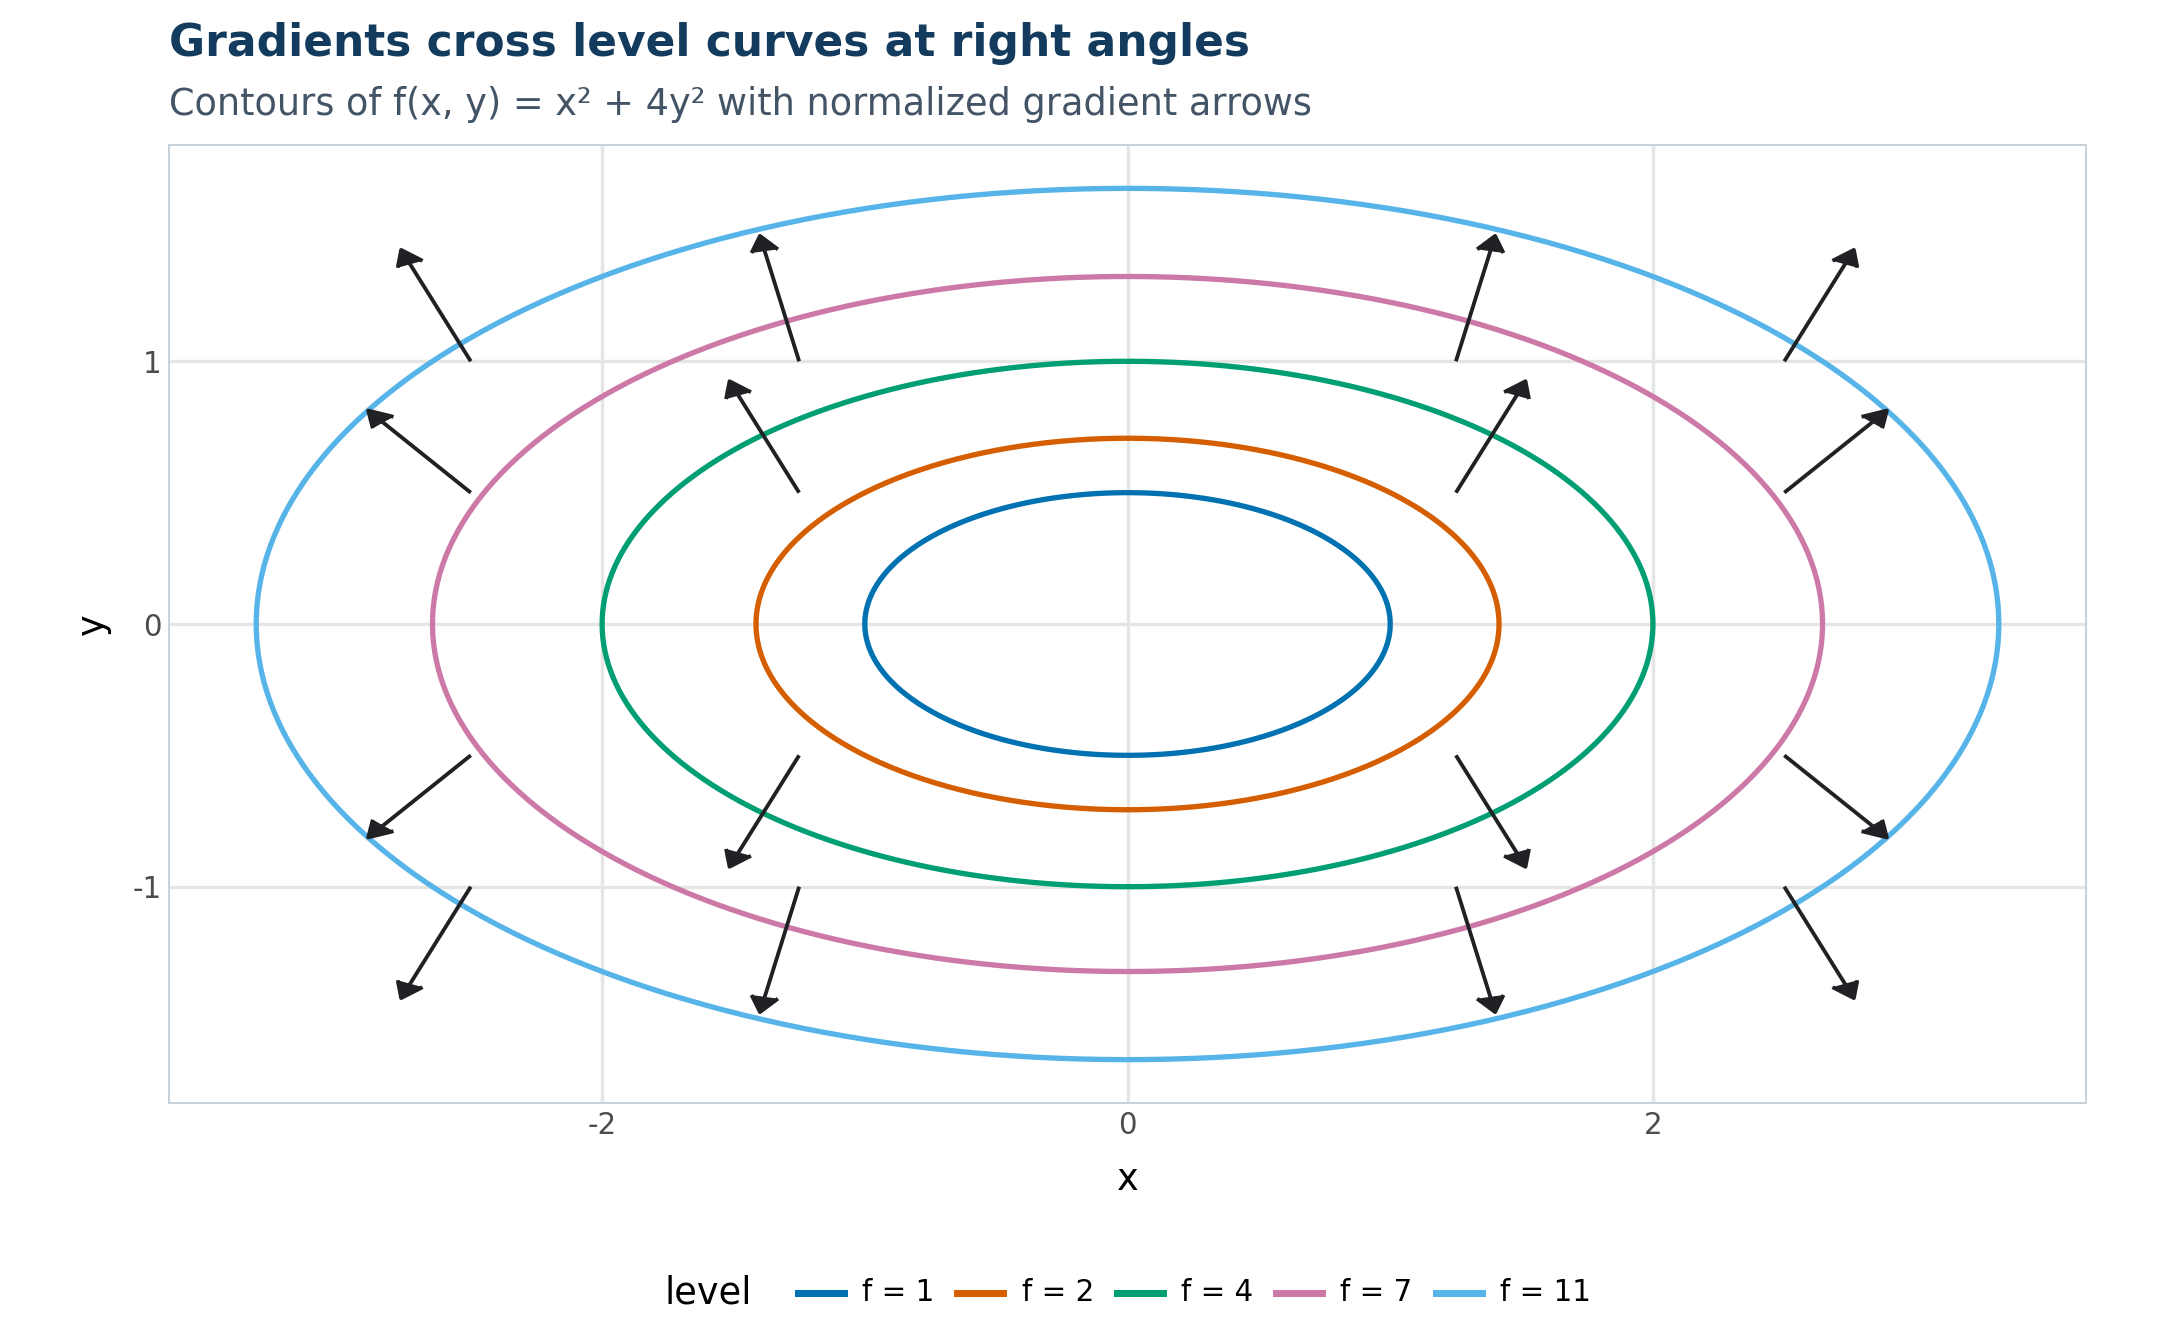 Gradients cross level curves at right angles
Contours of f(x, y) = x² + 4y² with normalized gradient arrows
y
1
0
-1
-2 0 2
x
level f = 1 f = 2 f = 4 f = 7 f = 11